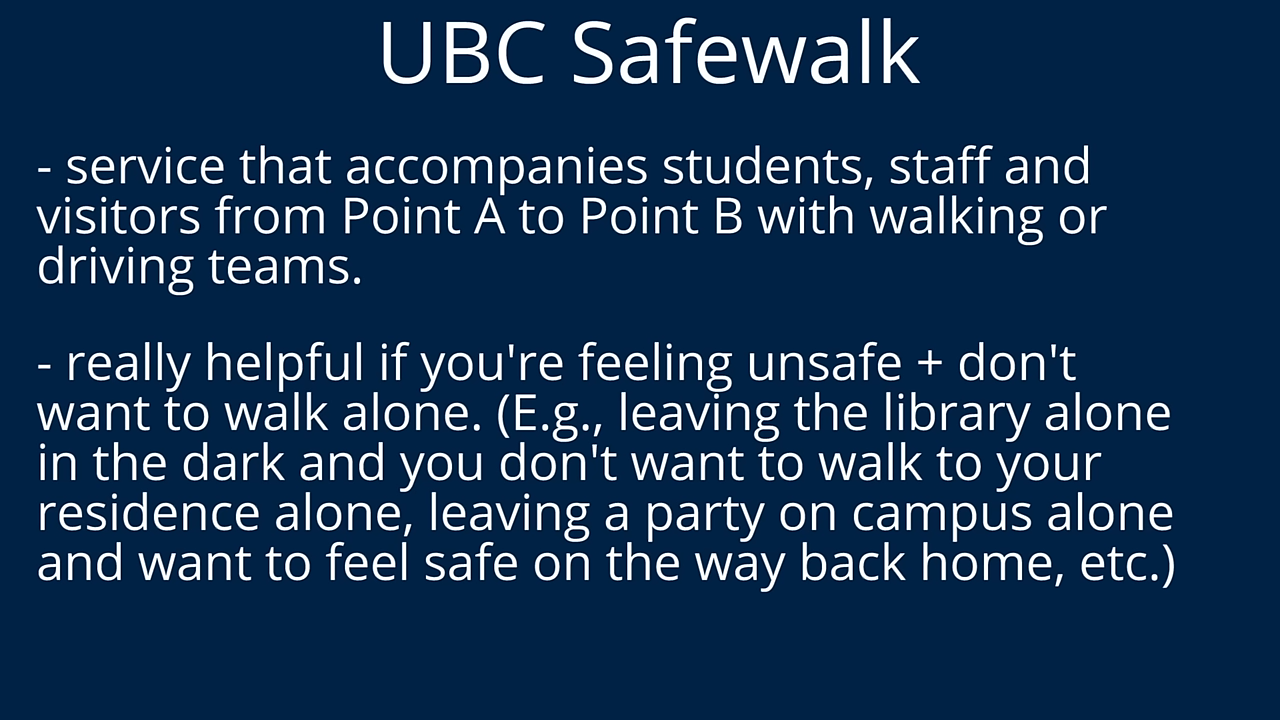 UBC Safewalk
- service that accompanies students, staff and
visitors from Point A to Point B with walking or
driving teams.
- really helpful if you're feeling unsafe + don't
want to walk alone. (E.g., leaving the library alone
in the dark and you don't want to walk to your
residence alone, leaving a party on campus alone
and want to feel safe on the way back home, etc.)